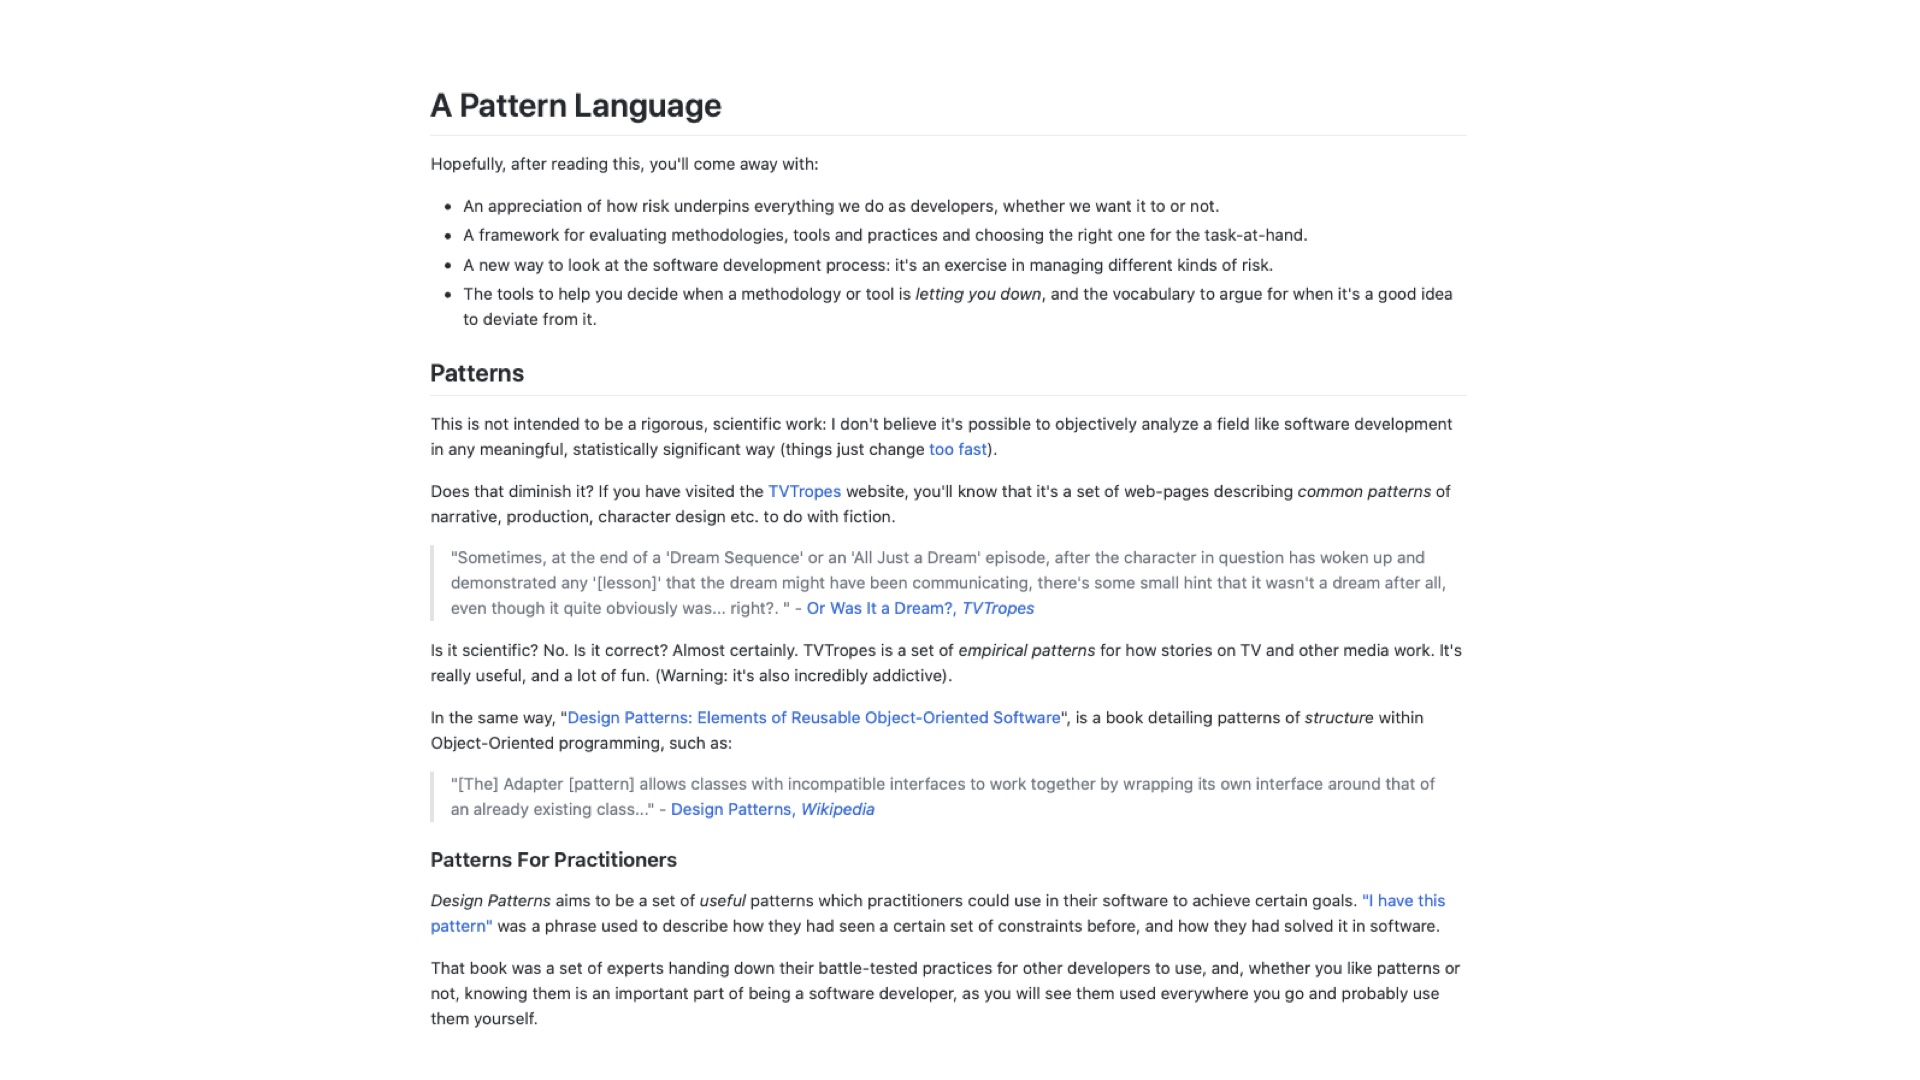 A Pattern Language
Hopefully, after reading this, you'll come away with:
• An appreciation of how risk underpins everything we do as developers, whether we want it to or not.
• A framework for evaluating methodologies, tools and practices and choosing the right one for the task-at-hand.
• A new way to look at the software development process: it's an exercise in managing different kinds of risk.
• The tools to help you decide when a methodology or tool is letting you down, and the vocabulary to argue for when it's a good idea
to deviate from it.
Patterns
This is not intended to be a rigorous, scientific work: I don't believe it's possible to objectively analyze a field like software development
in any meaningful, statistically significant way (things just change too fast).
Does that diminish it? If you have visited the TVTropes website, you'll know that it's a set of web-pages describing common patterns of
narrative, production, character design etc. to do with fiction.
"Sometimes, at the end of a 'Dream Sequence' or an 'All Just a Dream' episode, after the character in question has woken up and
demonstrated any '[lesson]' that the dream might have been communicating, there's some small hint that it wasn't a dream after all,
even though it quite obviously was... right?. " - Or Was It a Dream?, TVTropes
Is it scientific? No. Is it correct? Almost certainly. TVTropes is a set of empirical patterns for how stories on TV and other media work. It's
really useful, and a lot of fun. (Warning: it's also incredibly addictive).
In the same way, "Design Patterns: Elements of Reusable Object-Oriented Software", is a book detailing patterns of structure within
Object-Oriented programming, such as:
"[The] Adapter [pattern] allows classes with incompatible interfaces to work together by wrapping its own interface around that of
an already existing class..." - Design Patterns, Wikipedia
Patterns For Practitioners
Design Patterns aims to be a set of useful patterns which practitioners could use in their software to achieve certain goals. "I have this
pattern" was a phrase used to describe how they had seen a certain set of constraints before, and how they had solved it in software.
That book was a set of experts handing down their battle-tested practices for other developers to use, and, whether you like patterns or
not, knowing them is an important part of being a software developer, as you will see them used everywhere you go and probably use
them yourself.